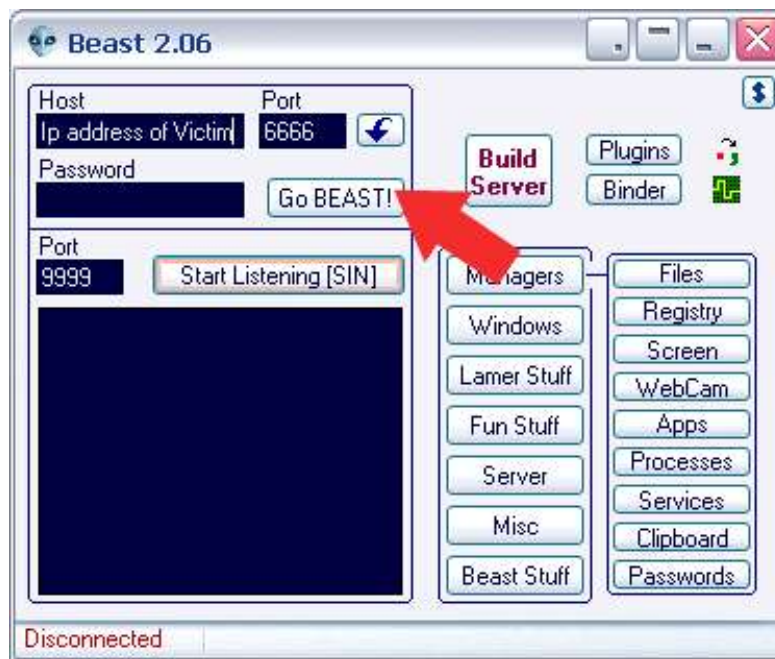 Beast 2.06
Host Port
Ip address of Victim 6666
Password
Go BEAST!
Port
9999 Start Listening [SIN]
Build
Server
Plugins
Binder
Managers
Windows
Lamer Stuff
Fun Stuff
Server
Misc
Beast Stuff
Files
Registry
Screen
WebCam
Apps
Processes
Services
Clipboard
Passwords
Disconnected